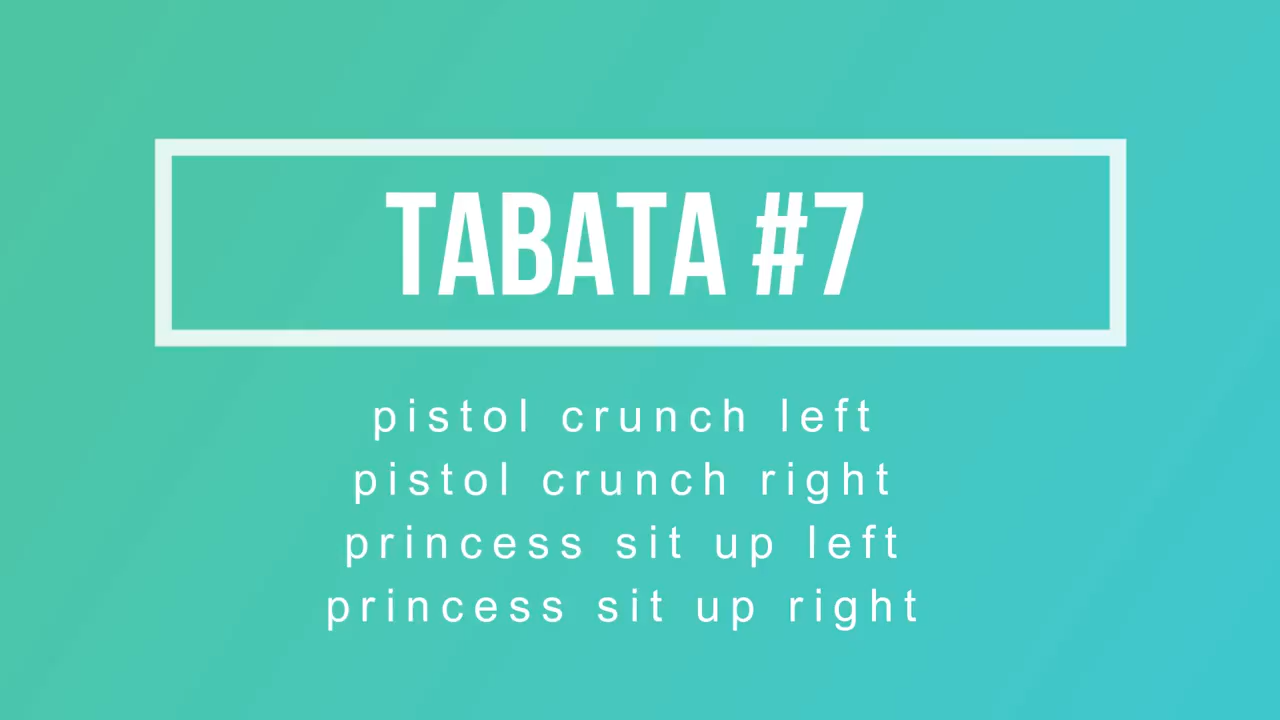 TABATA #7
pistol crunch left
pistol crunch right
princess sit up left
princess sit up right